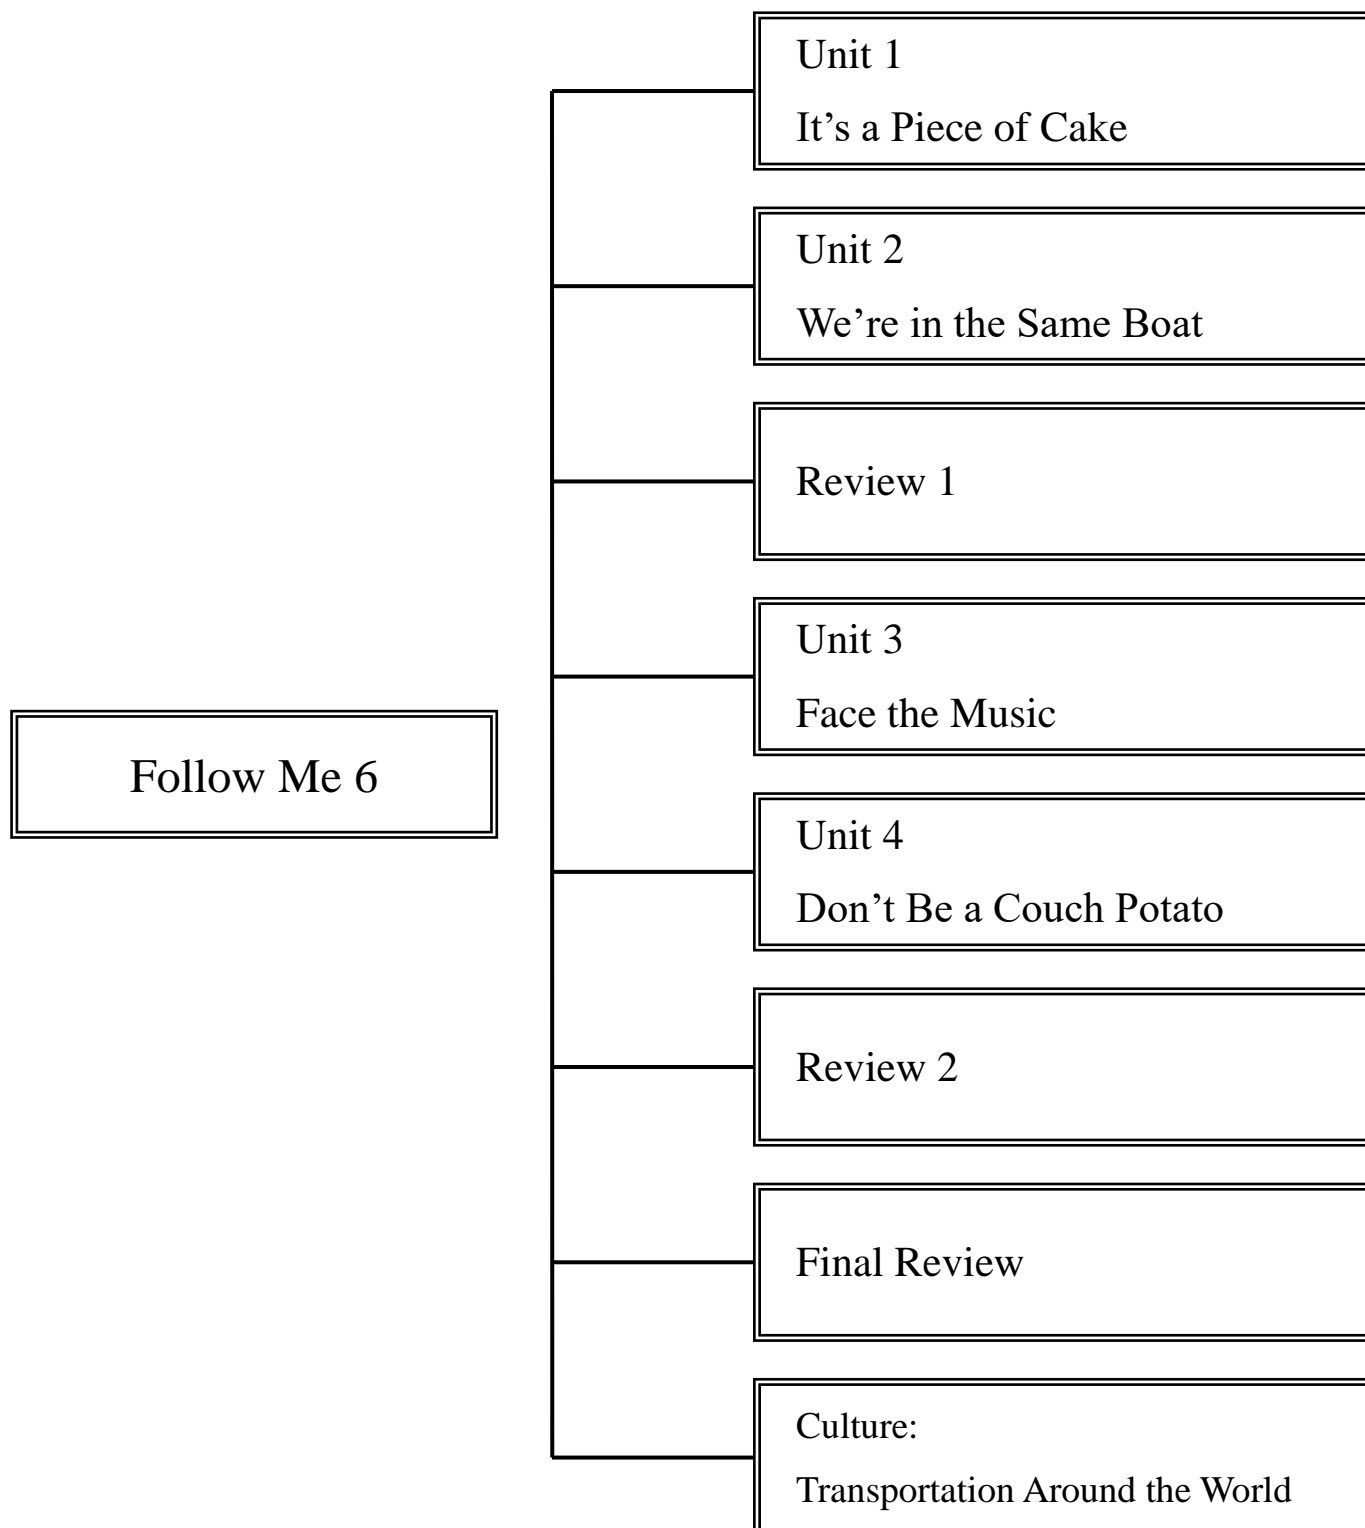 Follow Me 6
Unit 1
It’s a Piece of Cake
Unit 2
We’re in the Same Boat
Review 1
Unit 3
Face the Music
Unit 4
Don’t Be a Couch Potato
Review 2
Final Review
Culture:
Transportation Around the World